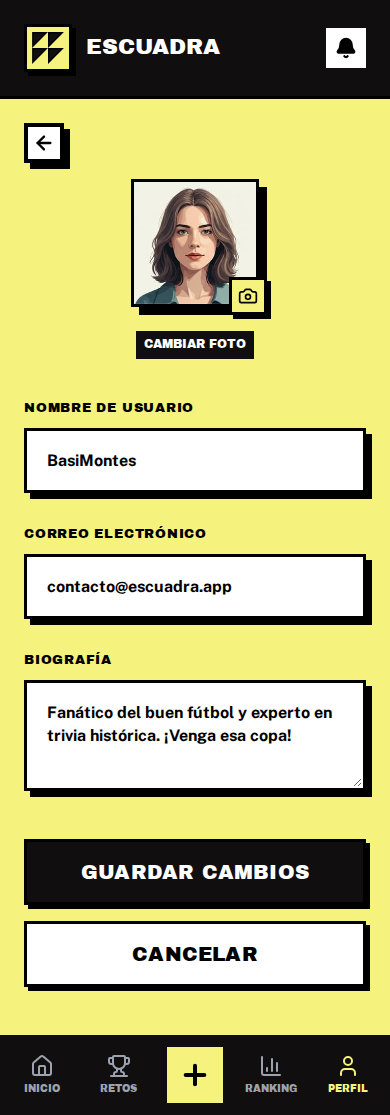 ESCUADRA
CAMBIAR FOTO
NOMBRE DE USUARIO
BasiMontes
CORREO ELECTRÓNICO
contacto@escuadra.app
BIOGRAFÍA
Fanático del buen fútbol y experto en
trivia histórica. ¡Venga esa copa!
GUARDAR CAMBIOS
CANCELAR
INICIO
RETOS
RANKING
PERFIL